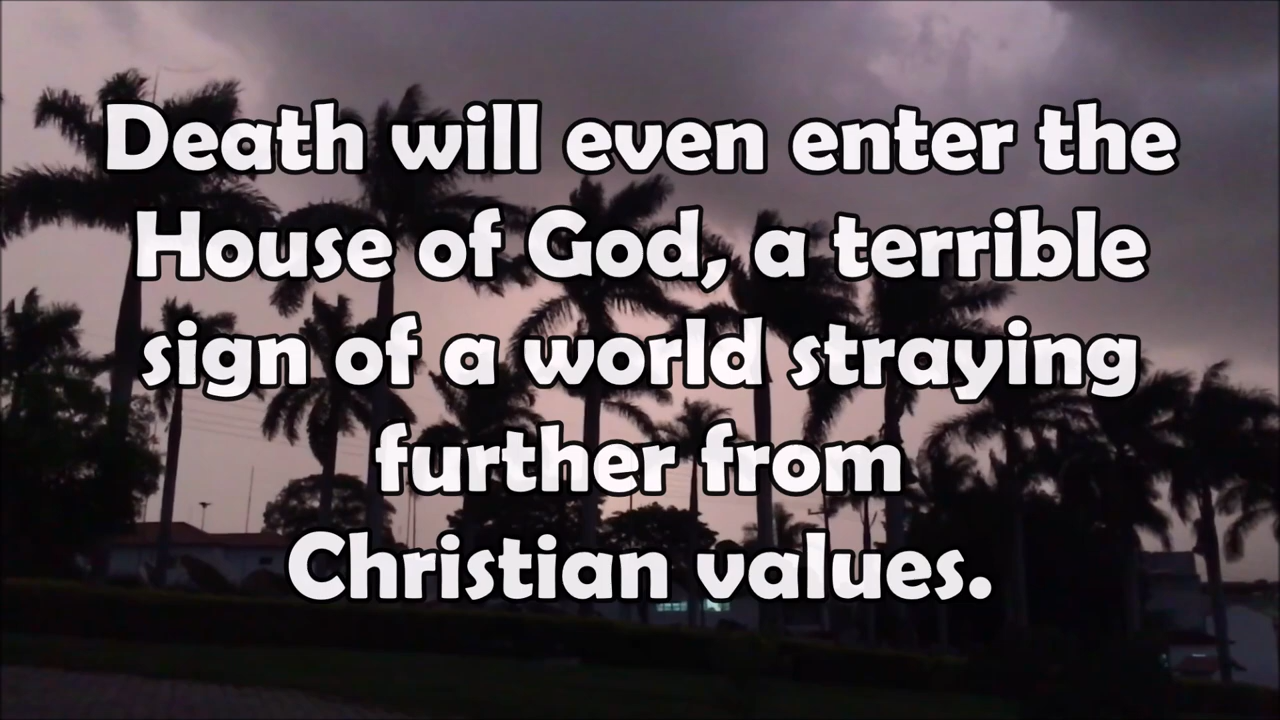 Death will even enter the
House of God, a terrible
sign of a world straying
further from
Christian values.